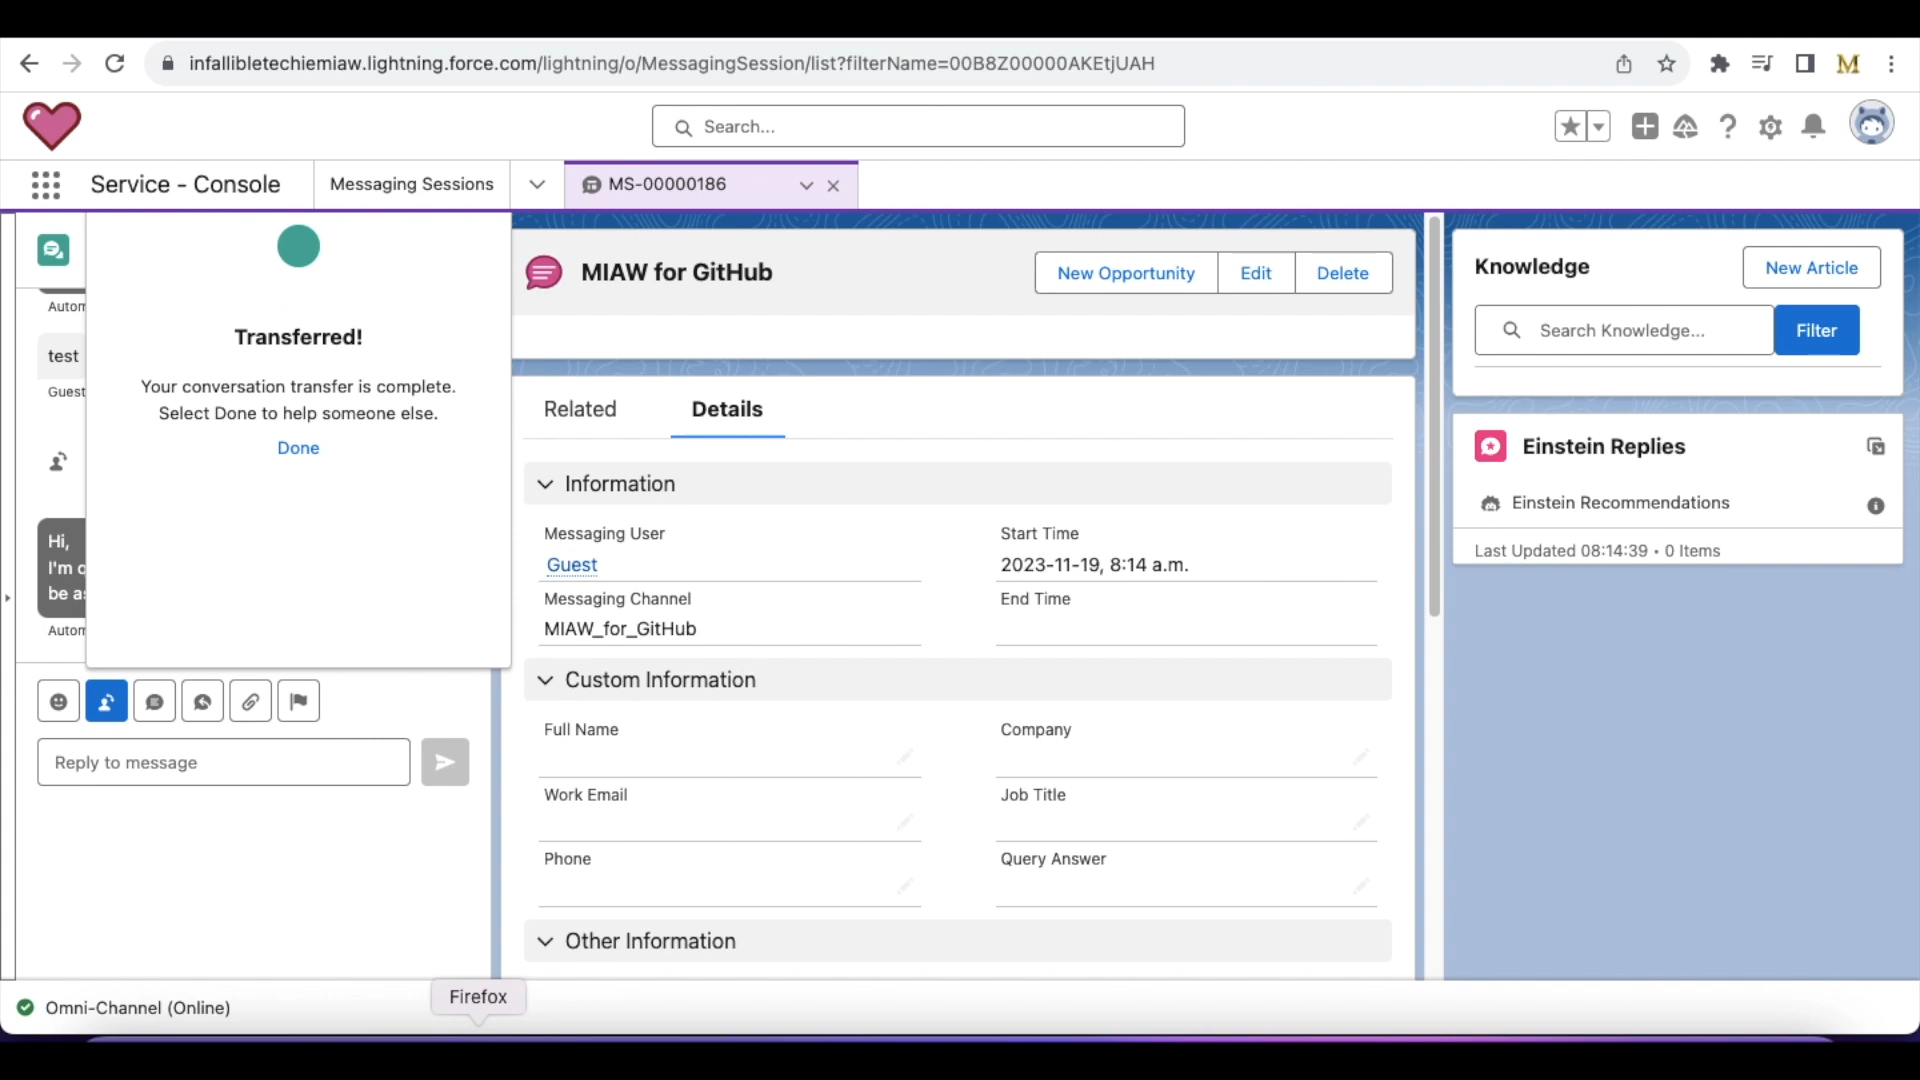 infallibletechiemiaw.lightning.force.com/lightning/o/MessagingSession/list?filterName=00B8Z00000AKEtjUAH
M
Search...
Service - Console
Messaging Sessions
MS-00000186
Autom
test
Guest
Hi,
I'm c
be as
Autom
Transferred!
Your conversation transfer is complete.
Select Done to help someone else.
Done
Reply to message
MIAW for GitHub
New Opportunity
Edit
Delete
Related
Details
Information
Messaging User
Guest
Start Time
2023-11-19, 8:14 a.m.
Messaging Channel
MIAW_for_GitHub
End Time
Custom Information
Full Name
Company
Work Email
Job Title
Phone
Query Answer
Other Information
Knowledge
New Article
Search Knowledge...
Filter
Einstein Replies
Einstein Recommendations
Last Updated 08:14:39 • 0 Items
Omni-Channel (Online)
Firefox